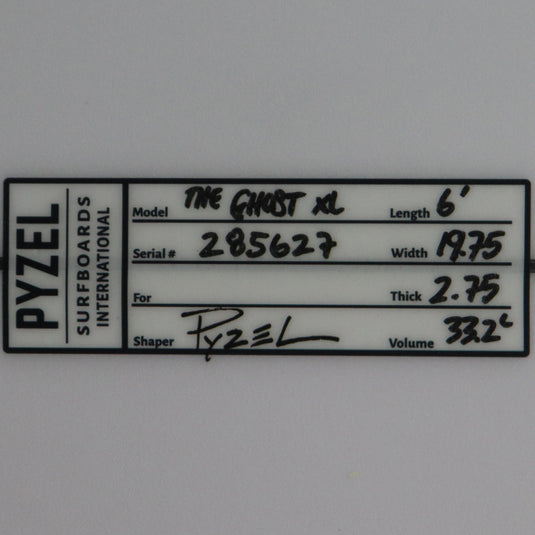 PYZEL
SURFBOARDS
INTERNATIONAL
Model THE GHOST XL Length 6'
Serial # 285627 Width 19.75
For Thick 2.75
Shaper PYZEL Volume 33.2L